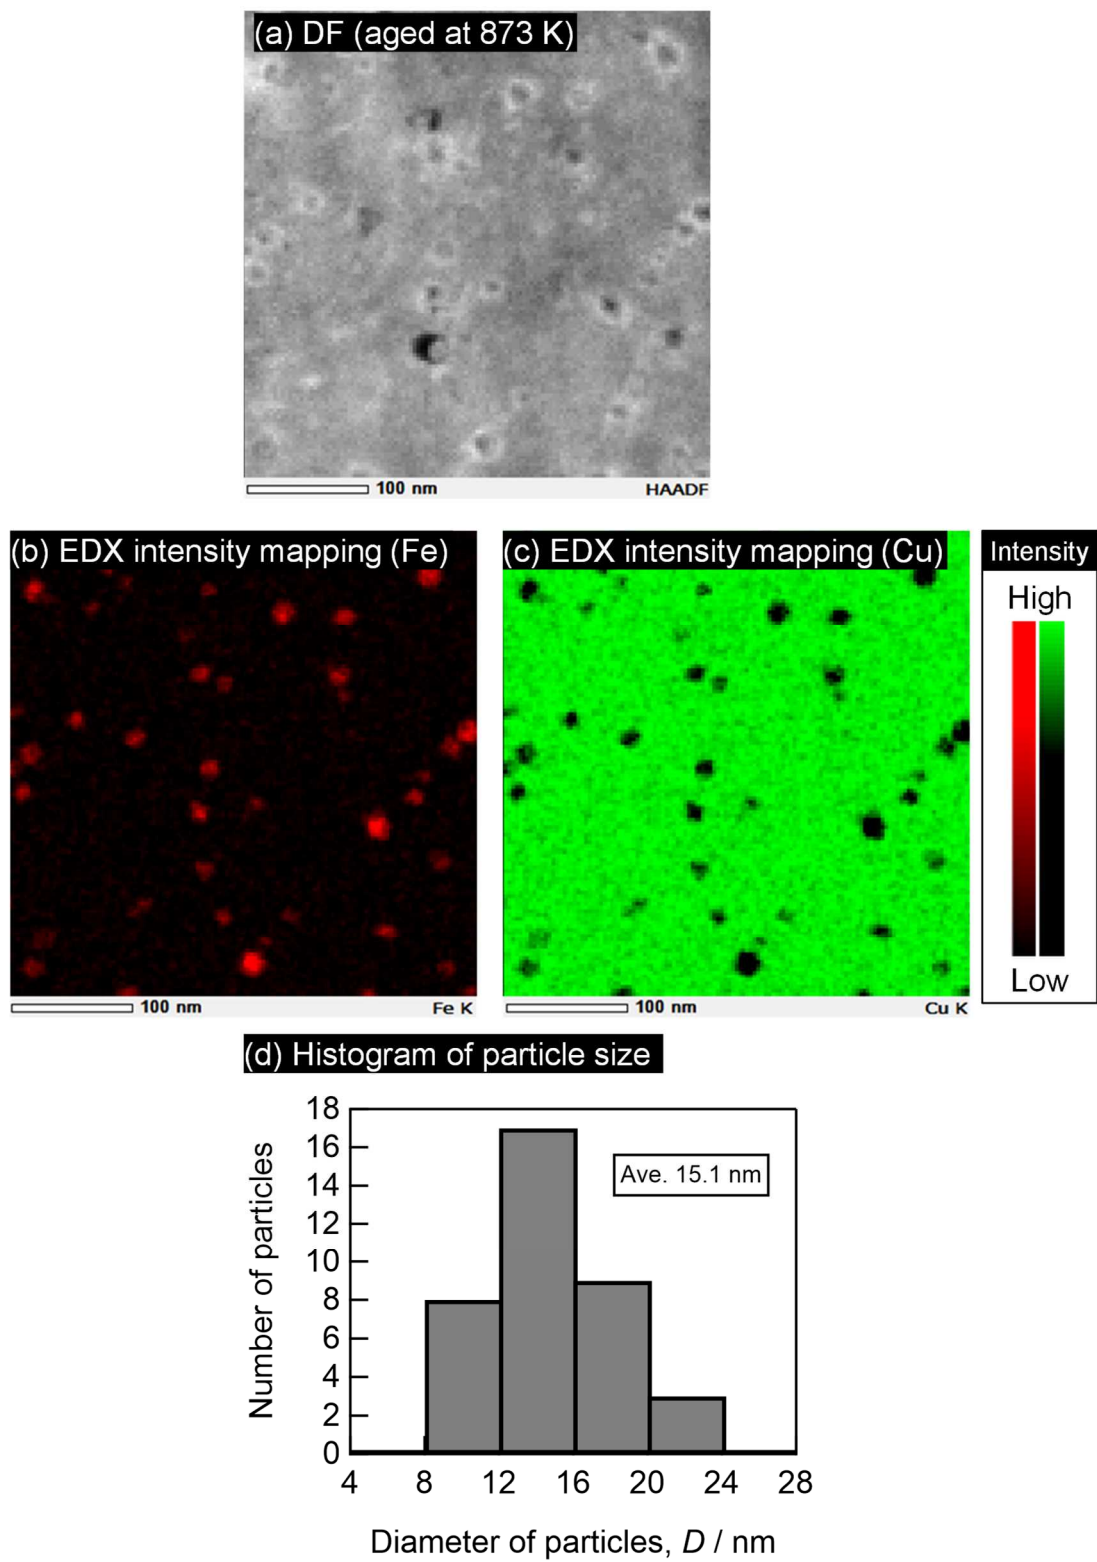 (a) DF (aged at 873 K)
100 nm HAADF
(b) EDX intensity mapping (Fe)
(c) EDX intensity mapping (Cu)
Intensity
High
Low
100 nm Fe K
100 nm Cu K
(d) Histogram of particle size
18
16
14
12
10
8
6
4
2
0
Number of particles
Ave. 15.1 nm
4 8 12 16 20 24 28
Diameter of particles, D / nm